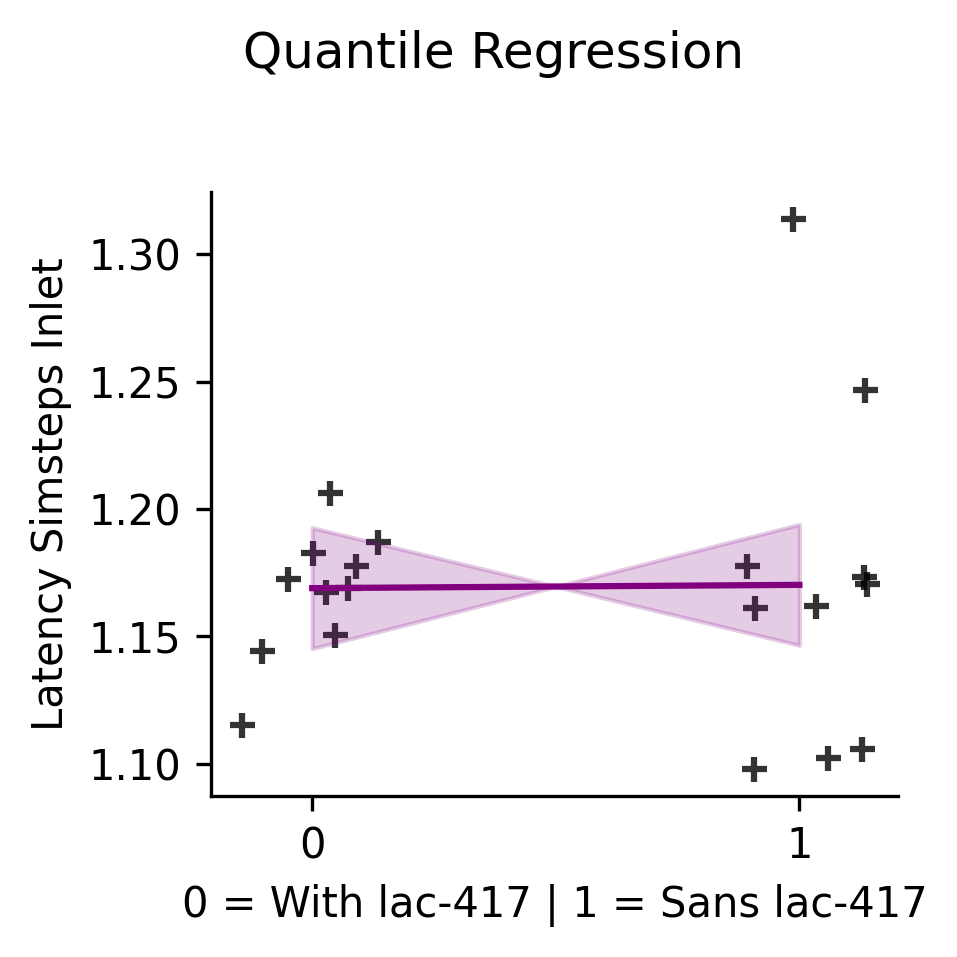 Quantile Regression
Latency Simsteps Inlet
1.30
1.25
1.20
1.15
1.10
0
1
0 = With lac-417 | 1 = Sans lac-417